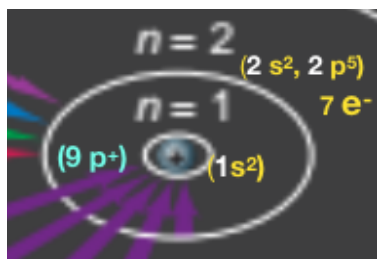 n = 2
(2 s², 2 p⁵)
n = 1
7 e⁻
(9 p⁺)
+
(1s²)